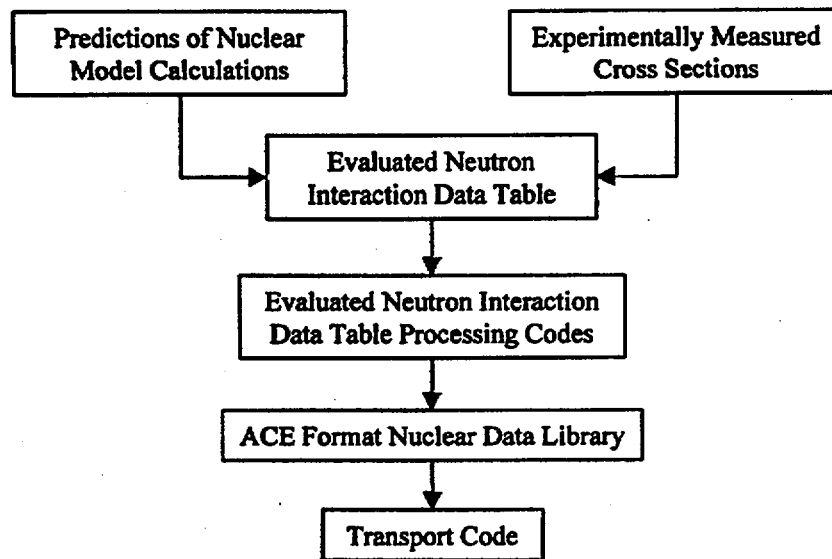 Predictions of Nuclear
Model Calculations
Experimentally Measured
Cross Sections
Evaluated Neutron
Interaction Data Table
Evaluated Neutron Interaction
Data Table Processing Codes
ACE Format Nuclear Data Library
Transport Code